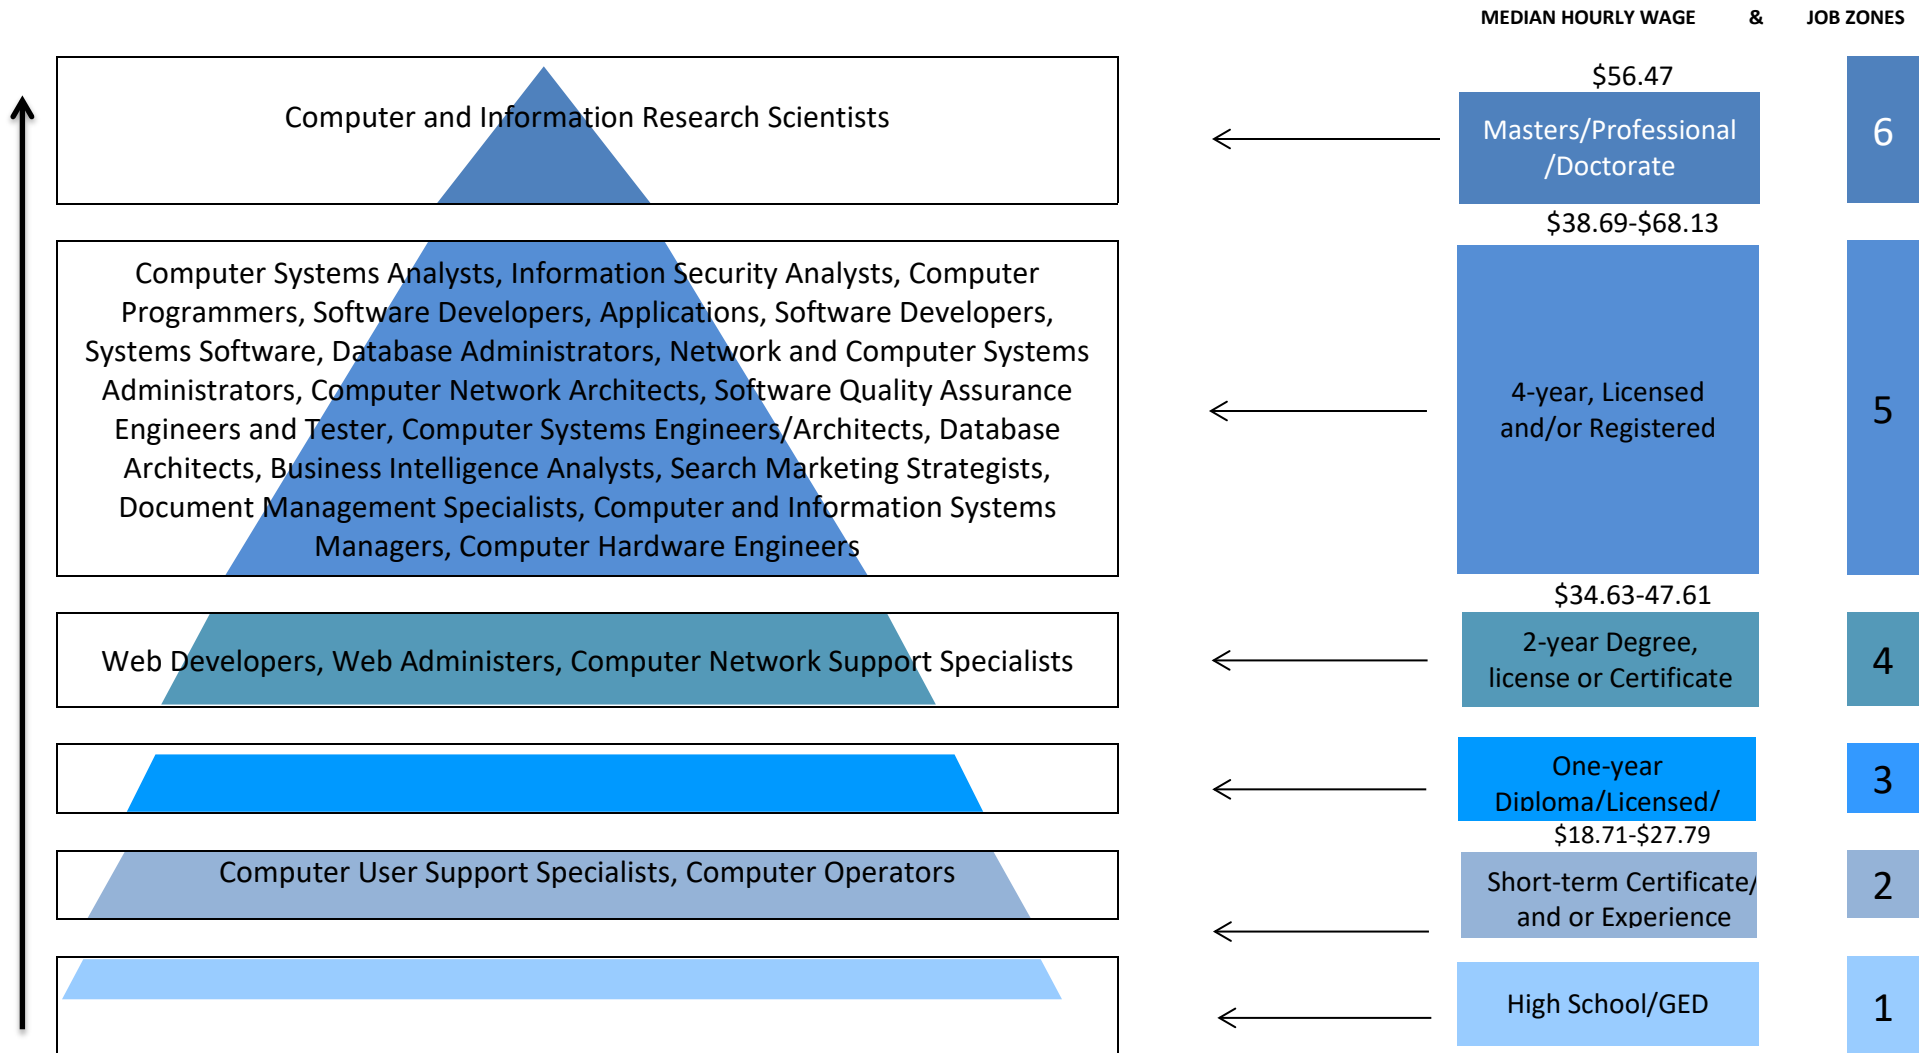 MEDIAN HOURLY WAGE & JOB ZONES
$56.47
Computer and Information Research Scientists
Masters/Professional
/Doctorate
6
$38.69-$68.13
Computer Systems Analysts, Information Security Analysts, Computer
Programmers, Software Developers, Applications, Software Developers,
Systems Software, Database Administrators, Network and Computer Systems
Administrators, Computer Network Architects, Software Quality Assurance
Engineers and Tester, Computer Systems Engineers/Architects, Database
Architects, Business Intelligence Analysts, Search Marketing Strategists,
Document Management Specialists, Computer and Information Systems
Managers, Computer Hardware Engineers
4-year, Licensed
and/or Registered
5
$34.63-47.61
Web Developers, Web Administers, Computer Network Support Specialists
2-year Degree,
license or Certificate
4
One-year
Diploma/Licensed/
3
$18.71-$27.79
Computer User Support Specialists, Computer Operators
Short-term Certificate/
and or Experience
2
High School/GED
1